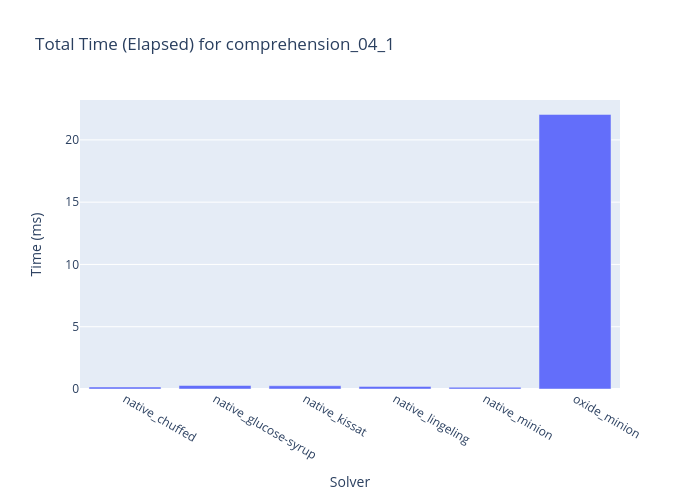 Total Time (Elapsed) for comprehension_04_1
Time (ms)
20
15
10
5
0
native_chuffed
native_glucose-syrup
native_kissat
native_lingeling
native_minion
oxide_minion
Solver